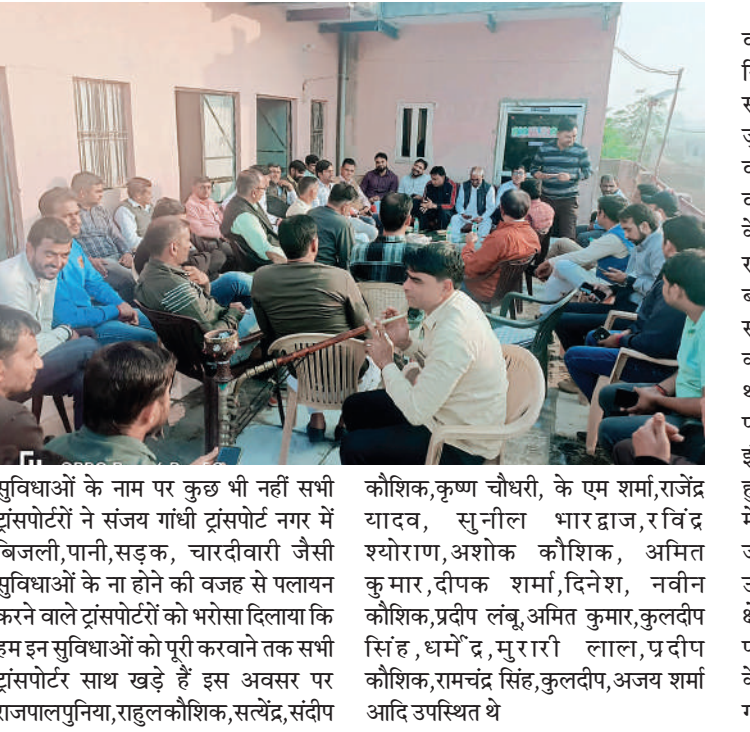 सुविधाओं के नाम पर कुछ भी नहीं सभी
ट्रांसपोर्टरों ने संजय गांधी ट्रांसपोर्ट नगर में
बिजली,पानी,सड़क, चारदीवारी जैसी
सुविधाओं के ना होने की वजह से पलायन
करने वाले ट्रांसपोर्टरों को भरोसा दिलाया कि
हम इन सुविधाओं को पूरी करवाने तक सभी
ट्रांसपोर्टर साथ खड़े हैं इस अवसर पर
राजपालपुनिया,राहुलकौशिक,सत्येंद्र,संदीप
कौशिक,कृष्ण चौधरी, के एम शर्मा,राजेंद्र
यादव, सुनील भारद्वाज,रविंद्र
श्योराण,अशोक कौशिक, अमित
कुमार,दीपक शर्मा,दिनेश, नवीन
कौशिक,प्रदीप लंबू,अमित कुमार,कुलदीप
सिंह,धर्मेंद्र,मुरारी लाल,प्रदीप
कौशिक,रामचंद्र सिंह,कुलदीप,अजय शर्मा
आदि उपस्थित थे